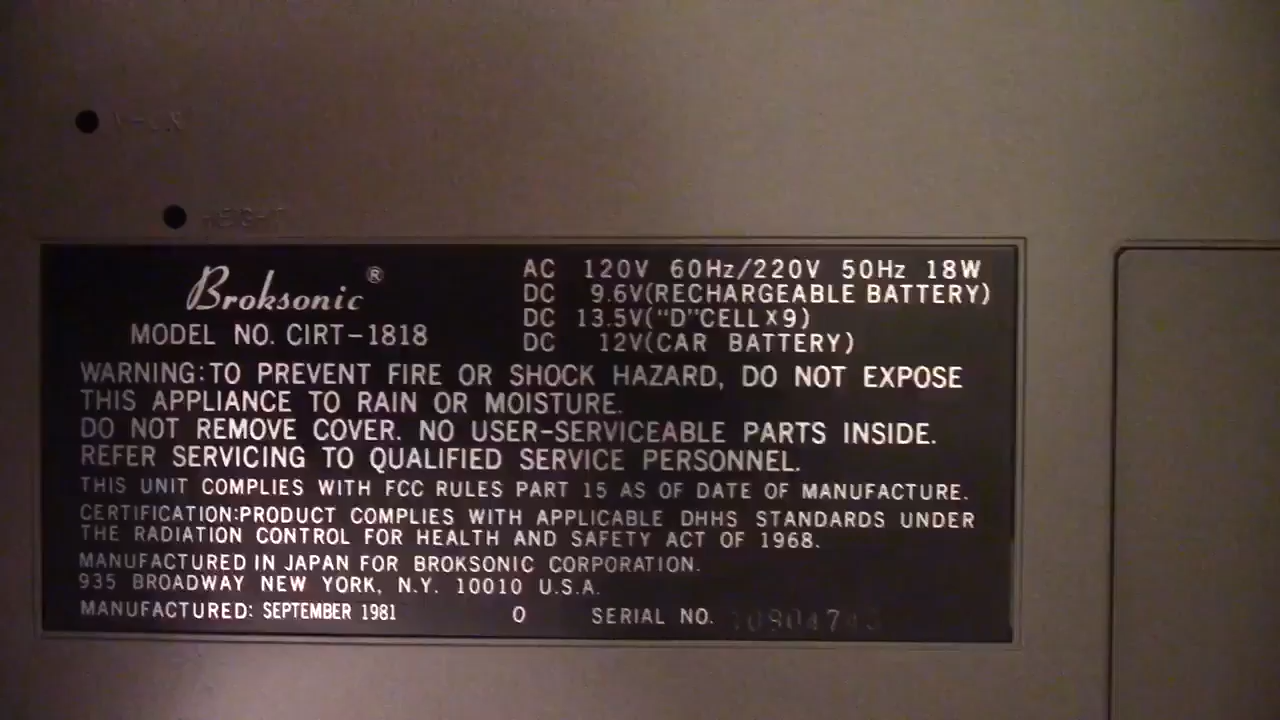 HEIGHT
Broksonic®
MODEL NO. CIRT-1818
AC 120V 60Hz/220V 50Hz 18W
DC 9.6V(RECHARGEABLE BATTERY)
DC 13.5V("D"CELL×9)
DC 12V(CAR BATTERY)
WARNING:TO PREVENT FIRE OR SHOCK HAZARD, DO NOT EXPOSE
THIS APPLIANCE TO RAIN OR MOISTURE.
DO NOT REMOVE COVER. NO USER-SERVICEABLE PARTS INSIDE.
REFER SERVICING TO QUALIFIED SERVICE PERSONNEL.
THIS UNIT COMPLIES WITH FCC RULES PART 15 AS OF DATE OF MANUFACTURE.
CERTIFICATION:PRODUCT COMPLIES WITH APPLICABLE DHHS STANDARDS UNDER
THE RADIATION CONTROL FOR HEALTH AND SAFETY ACT OF 1968.
MANUFACTURED IN JAPAN FOR BROKSONIC CORPORATION.
935 BROADWAY NEW YORK, N.Y. 10010 U.S.A.
MANUFACTURED: SEPTEMBER 1981 O SERIAL NO.